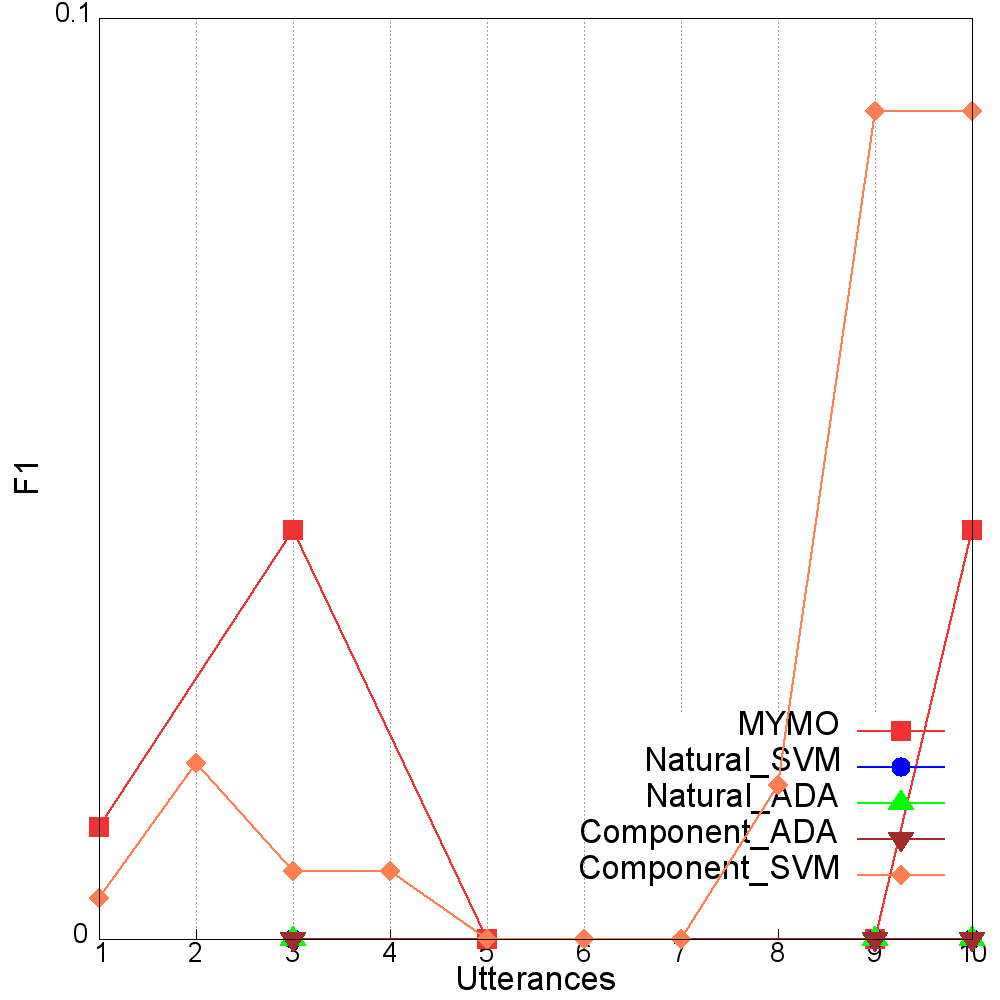 0.1
F1
MYMO
Natural_SVM
Natural_ADA
Component_ADA
Component_SVM
0
1 2 3 4 5 6 7 8 9 10
Utterances